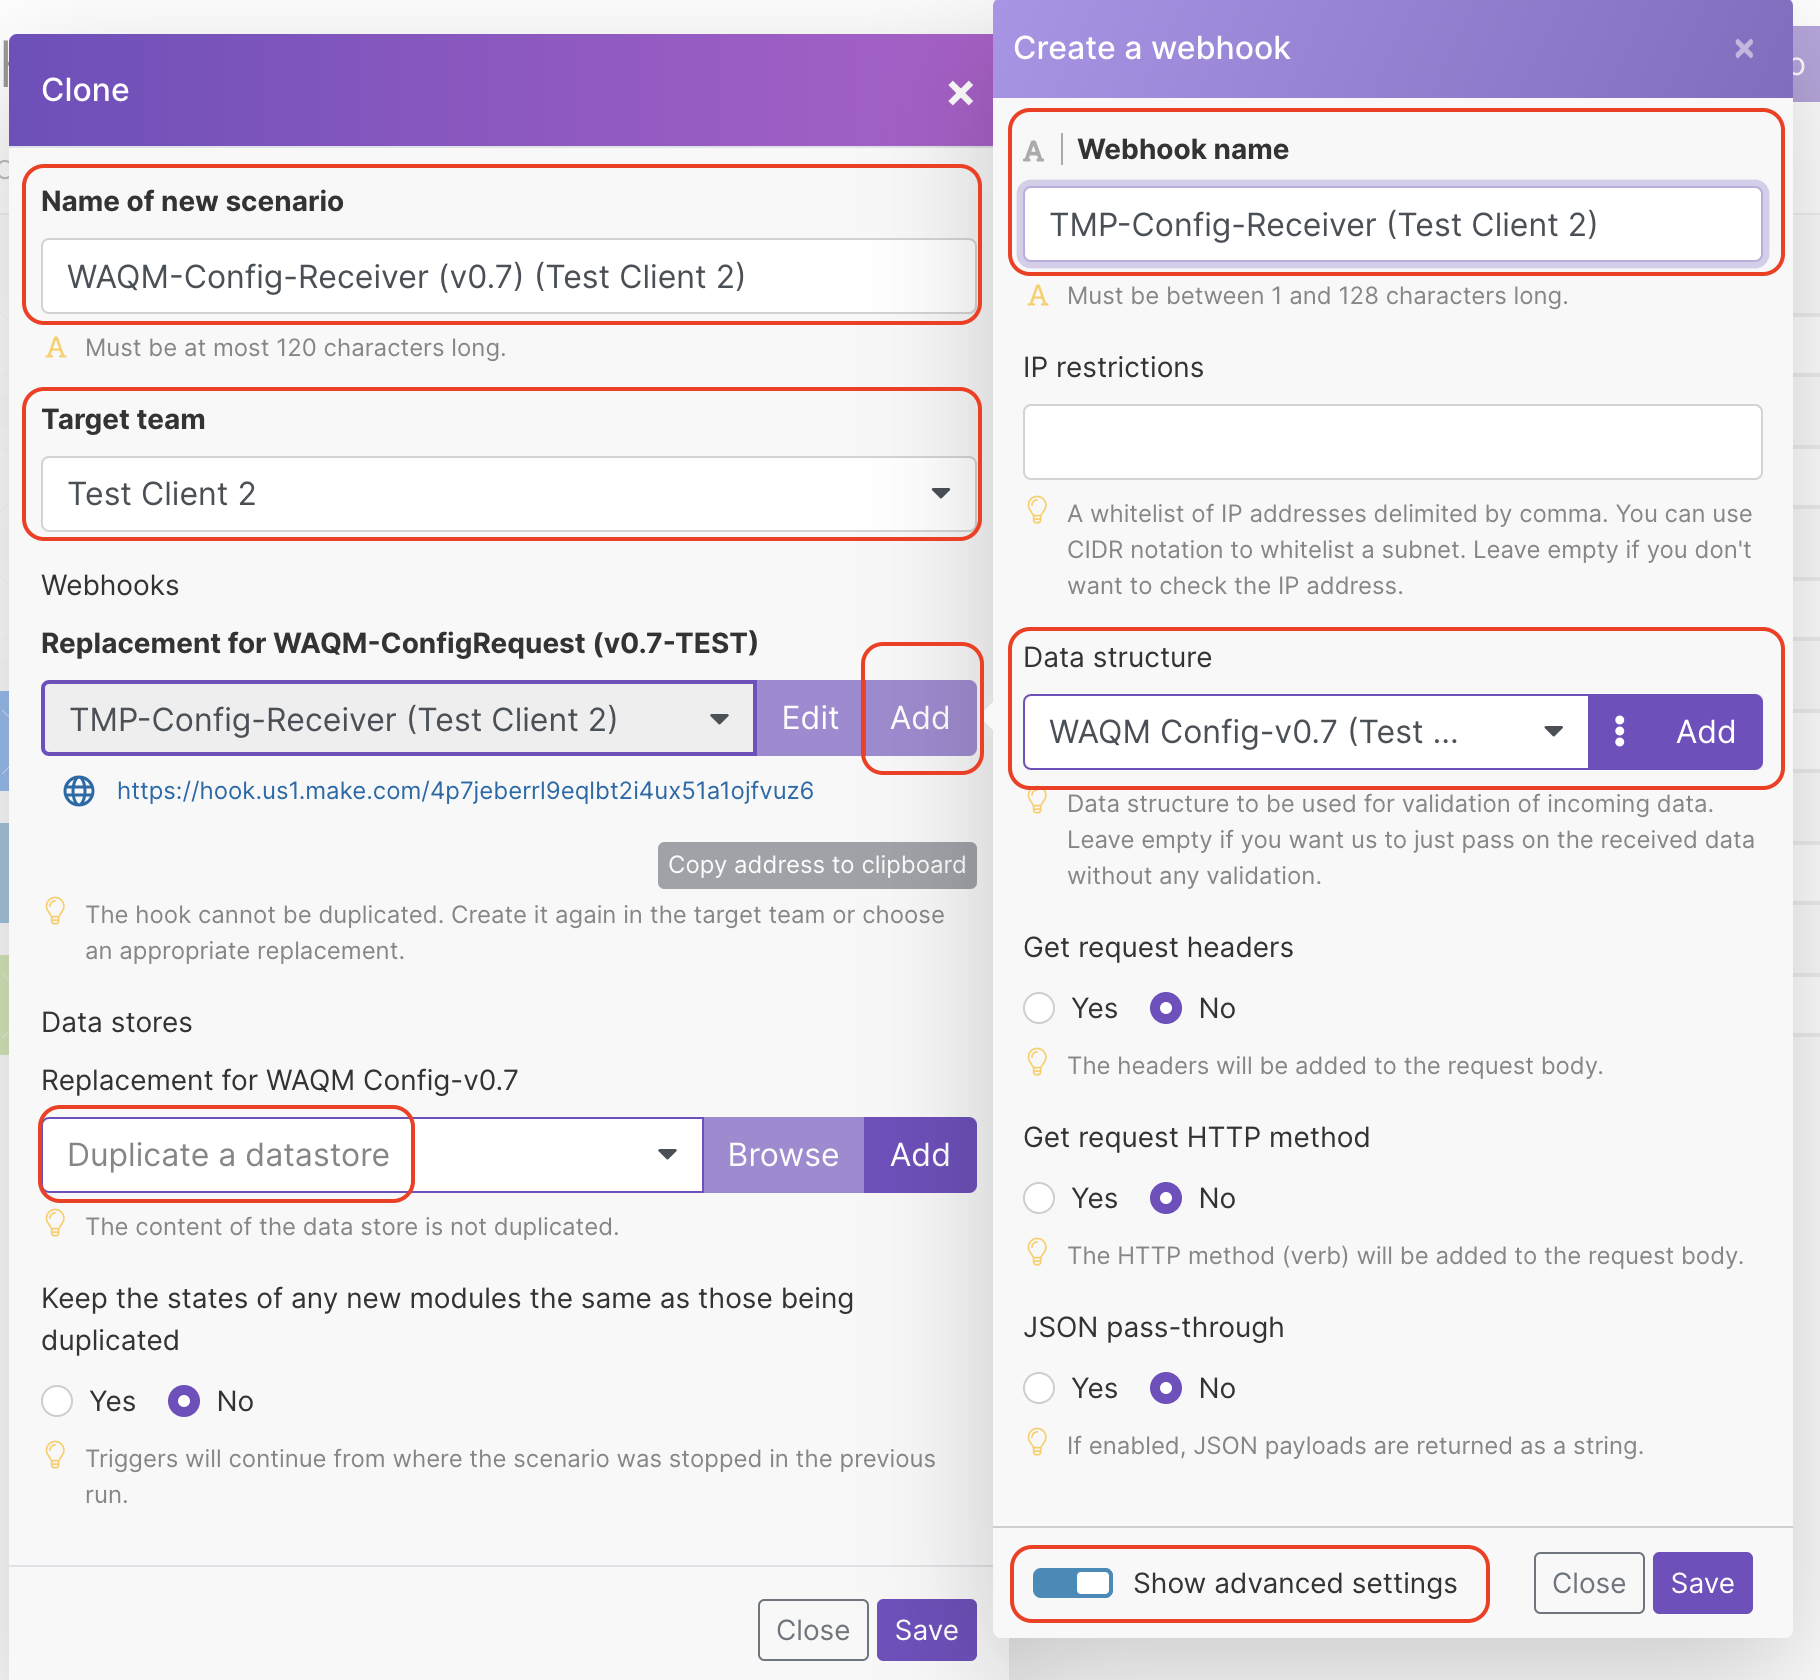 Clone
Name of new scenario
WAQM-Config-Receiver (v0.7) (Test Client 2)
A Must be at most 120 characters long.
Target team
Test Client 2
Webhooks
Replacement for WAQM-ConfigRequest (v0.7-TEST)
TMP-Config-Receiver (Test Client 2) Edit Add
https://hook.us1.make.com/4p7jeberrl9eqlbt2i4ux51a1ojfvuz6
Copy address to clipboard
The hook cannot be duplicated. Create it again in the target team or choose
an appropriate replacement.
Data stores
Replacement for WAQM Config-v0.7
Duplicate a datastore Browse Add
The content of the data store is not duplicated.
Keep the states of any new modules the same as those being
duplicated
Yes No
Triggers will continue from where the scenario was stopped in the previous
run.
Close Save
Create a webhook
A Webhook name
TMP-Config-Receiver (Test Client 2)
A Must be between 1 and 128 characters long.
IP restrictions
A whitelist of IP addresses delimited by comma. You can use
CIDR notation to whitelist a subnet. Leave empty if you don't
want to check the IP address.
Data structure
WAQM Config-v0.7 (Test ... Add
Data structure to be used for validation of incoming data.
Leave empty if you want us to just pass on the received data
without any validation.
Get request headers
Yes No
The headers will be added to the request body.
Get request HTTP method
Yes No
The HTTP method (verb) will be added to the request body.
JSON pass-through
Yes No
If enabled, JSON payloads are returned as a string.
Show advanced settings Close Save